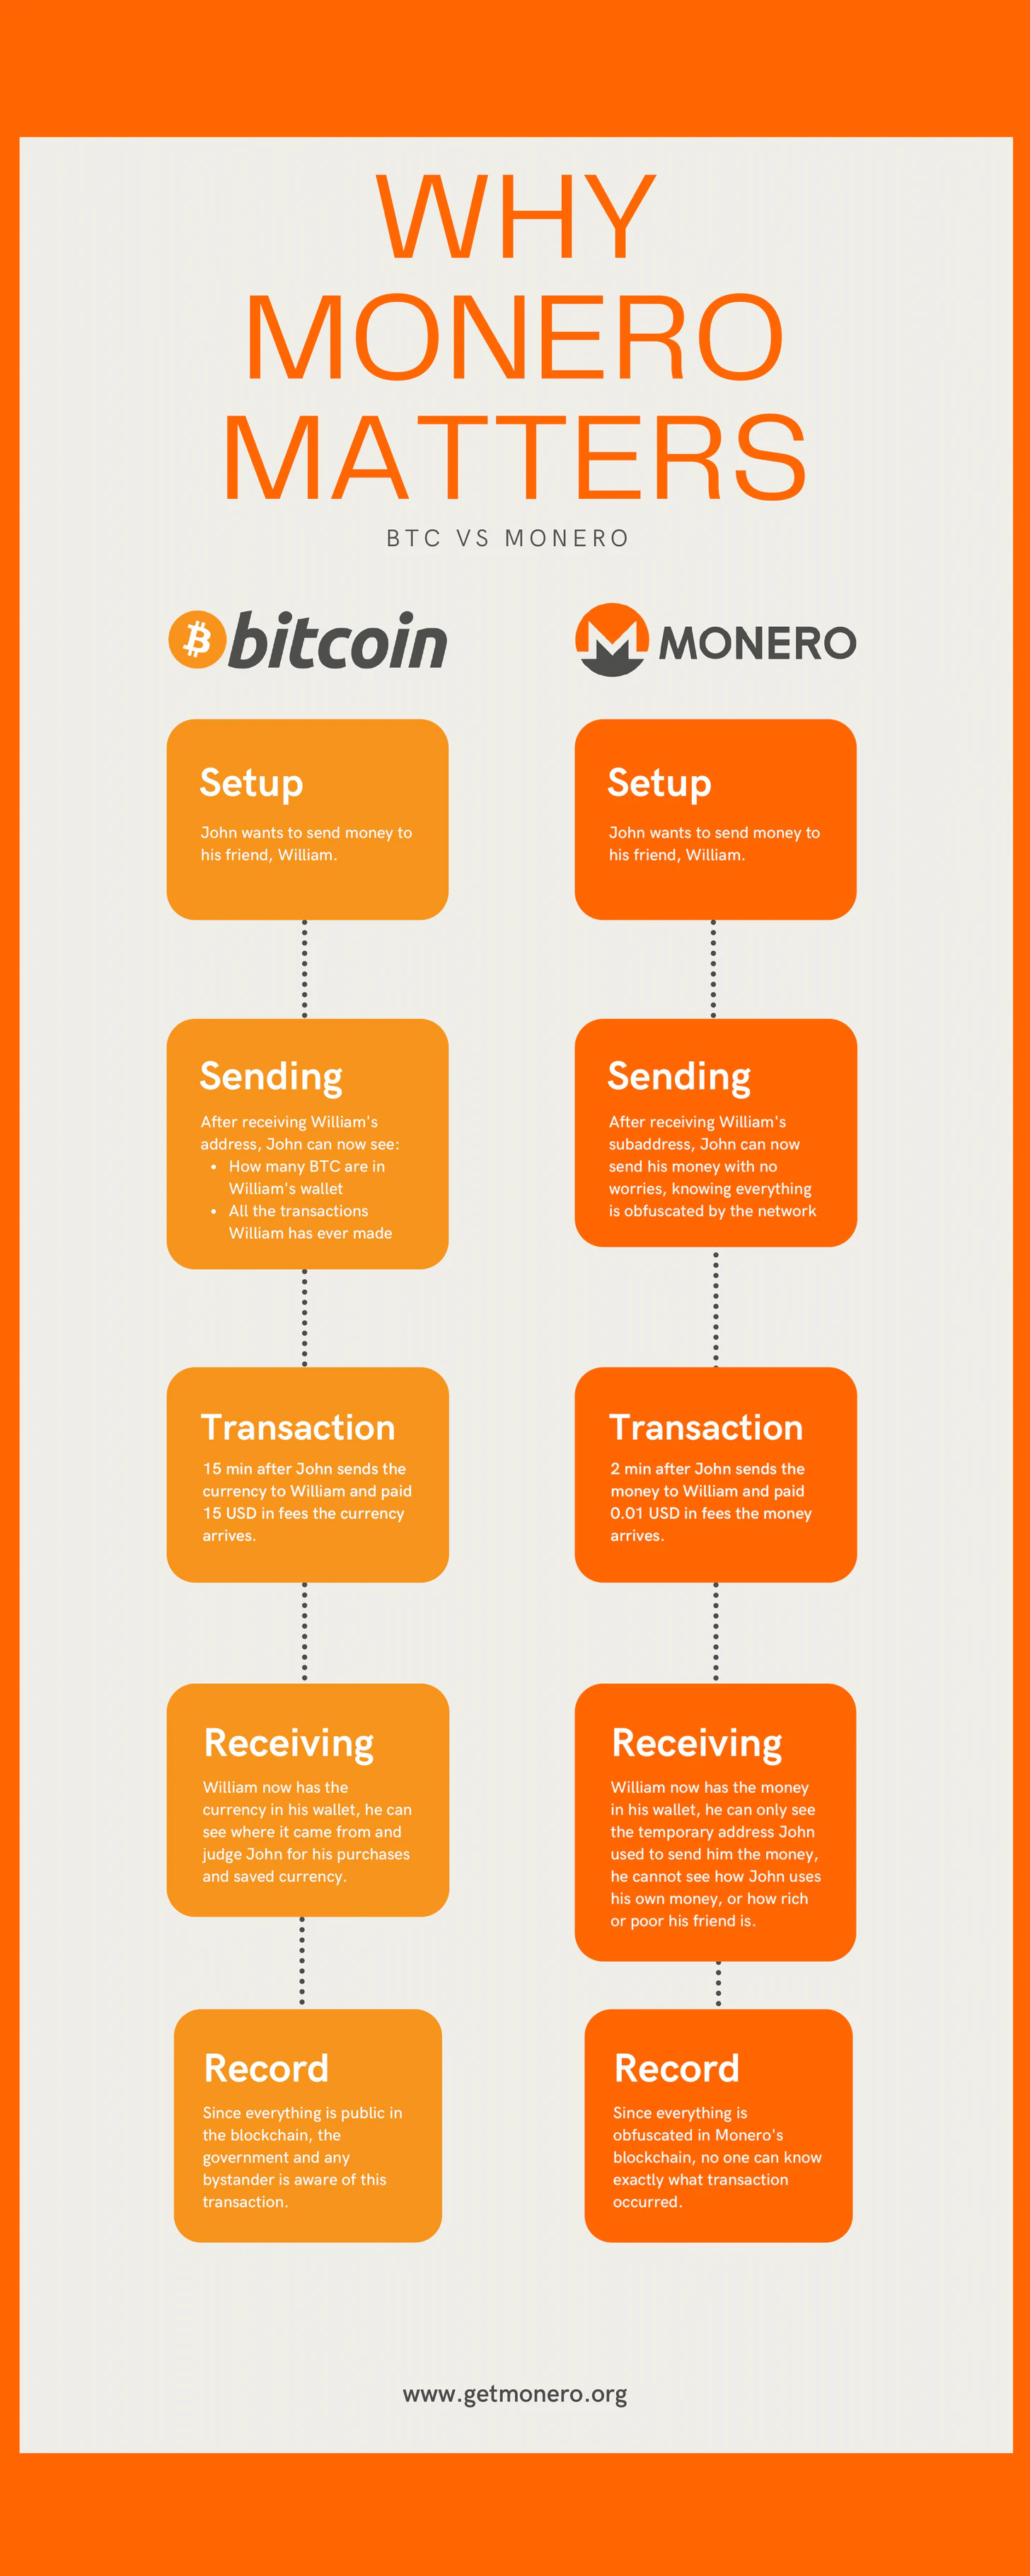 WHY
MONERO
MATTERS
BTC VS MONERO
bitcoin
MONERO
Setup
John wants to send money to
his friend, William.
Setup
John wants to send money to
his friend, William.
Sending
After receiving William's
address, John can now see:
• How many BTC are in
William's wallet
• All the transactions
William has ever made
Sending
After receiving William's
subaddress, John can now
send his money with no
worries, knowing everything
is obfuscated by the network
Transaction
15 min after John sends the
currency to William and paid
15 USD in fees the currency
arrives.
Transaction
2 min after John sends the
money to William and paid
0.01 USD in fees the money
arrives.
Receiving
William now has the
currency in his wallet, he can
see where it came from and
judge John for his purchases
and saved currency.
Receiving
William now has the money
in his wallet, he can only see
the temporary address John
used to send him the money,
he cannot see how John uses
his own money, or how rich
or poor his friend is.
Record
Since everything is public in
the blockchain, the
government and any
bystander is aware of this
transaction.
Record
Since everything is
obfuscated in Monero's
blockchain, no one can know
exactly what transaction
occurred.
www.getmonero.org